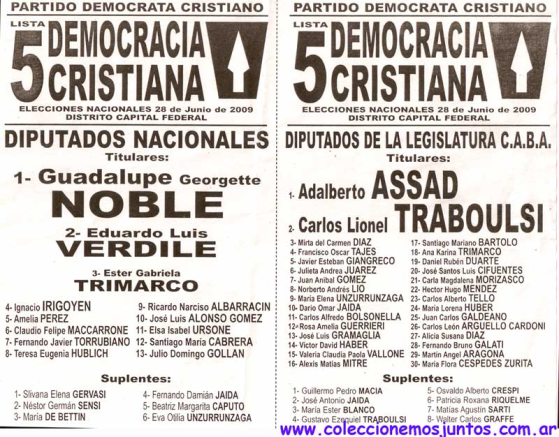 PARTIDO DEMOCRATA CRISTIANO
LISTA
5
DEMOCRACIA
CRISTIANA
ELECCIONES NACIONALES 28 de Junio de 2009
DISTRITO CAPITAL FEDERAL
DIPUTADOS NACIONALES
Titulares:
1- Guadalupe Georgette
NOBLE
2- Eduardo Luis
VERDILE
3- Ester Gabriela
TRIMARCO
4- Ignacio IRIGOYEN
5- Amelia PEREZ
6- Claudio Felipe MACCARRONE
7- Fernando Javier TORRUBIANO
8- Teresa Eugenia HUBLICH
9- Ricardo Narciso ALBARRACIN
10- José Luis ALONSO GOMEZ
11- Elsa Isabel URSONE
12- Santiago María CABRERA
13- Julio Domingo GOLLAN
Suplentes:
1- Silvana Elena GERVASI
2- Néstor Germán SENSI
3- María DE BETTIN
4- Fernando Damián JAIDA
5- Beatriz Margarita CAPUTO
6- Eva Otilia UNZURRUNZAGA
PARTIDO DEMOCRATA CRISTIANO
LISTA
5
DEMOCRACIA
CRISTIANA
ELECCIONES NACIONALES 28 de Junio de 2009
DISTRITO CAPITAL FEDERAL
DIPUTADOS DE LA LEGISLATURA C.A.B.A.
Titulares:
1- Adalberto ASSAD
2- Carlos Lionel TRABOULSI
3- Mirta del Carmen DIAZ
4- Francisco Oscar TAJES
5- Javier Esteban GIANGRECO
6- Julieta Andrea JUAREZ
7- Juan Anibal GOMEZ
8- Norberto Andrés LIO
9- María Elena UNZURRUNZAGA
10- Dario Omar JAIDA
11- Carlos Alfredo BOLSONELLA
12- Rosa Amelia GUERRIERI
13- José Luis GRAMAGLIA
14- Victor David HABER
15- Valeria Claudia Paola VALLONE
16- Alexis Matias MITRE
17- Santiago Mariano BARTOLO
18- Ana Karina TRIMARCO
19- Daniel Rubén DUARTE
20- José Santos Luis CIFUENTES
21- Carla Magdalena MORIZASCO
22- Hector Hugo MENDEZ
23- Carlos Alberto TELLO
24- María Lorena HUBER
25- Juan Carlos GALDEANO
26- Carlos León ARGUELLO CARDONI
27- Alicia Susana DIAZ
28- Fernando Bruno GALATI
29- Martín Angel ARAGONA
30- María Flora CESPEDES ZURITA
Suplentes:
1- Guillermo Pedro MACIA
2- José Antonio JAIDA
3- María Ester BLANCO
4- Gustavo Ezequiel TRABOULSI
5- Osvaldo Alberto CRESPI
6- Patricia Roxana RIQUELME
7- Matías Agustín SARTI
8- Walter Carlos GRAFFE
www.coleccionemosjuntos.com.ar